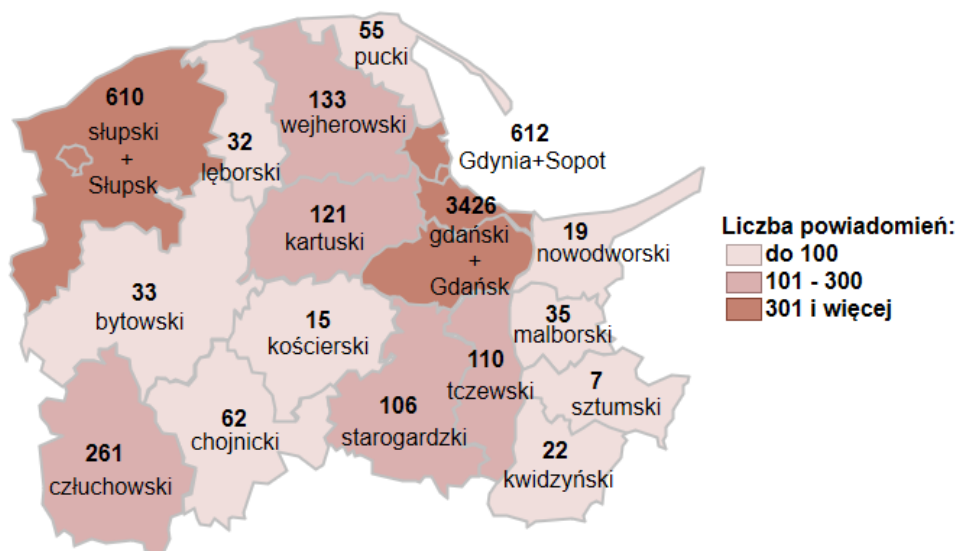 55
pucki
610
słupski
+
Słupsk
133
wejherowski
32
lęborski
612
Gdynia+Sopot
121
kartuski
3426
gdański
+
Gdańsk
19
nowodworski
Liczba powiadomień:
do 100
101 - 300
301 i więcej
33
bytowski
15
kościerski
35
malborski
110
tczewski
7
sztumski
106
starogardzki
62
chojnicki
261
człuchowski
22
kwidzyński